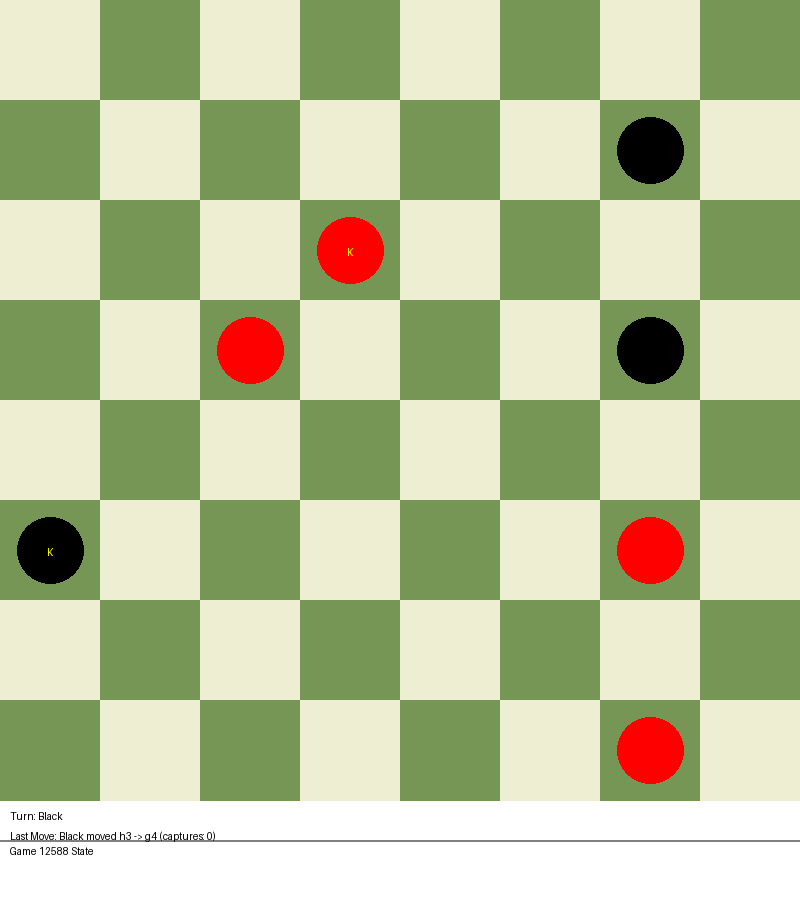 K
K
Turn: Black
Last Move: Black moved h3 -> g4 (captures: 0)
Game 12588 State